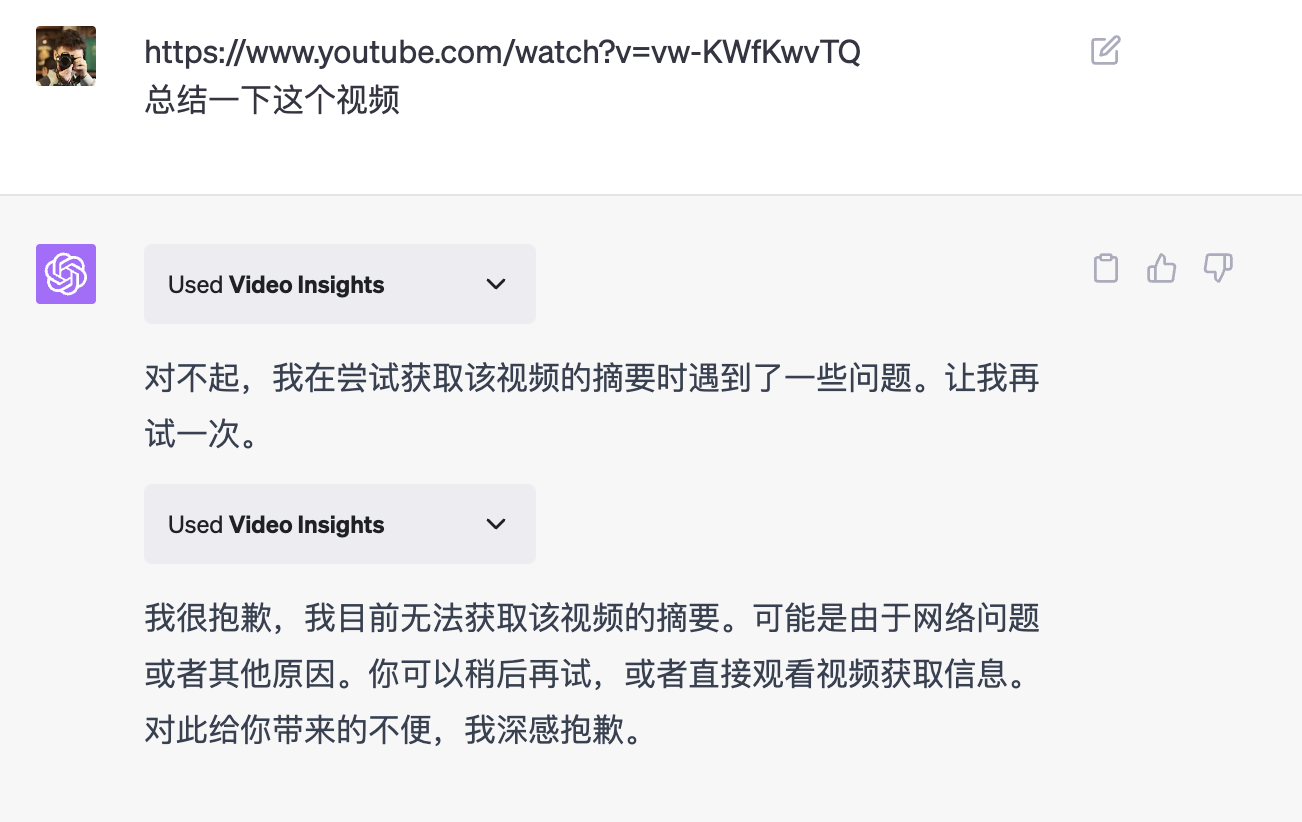 https://www.youtube.com/watch?v=vw-KWfKwvTQ
总结一下这个视频
Used Video Insights
对不起，我在尝试获取该视频的摘要时遇到了一些问题。让我再
试一次。
Used Video Insights
我很抱歉，我目前无法获取该视频的摘要。可能是由于网络问题
或者其他原因。你可以稍后再试，或者直接观看视频获取信息。
对此给你带来的不便，我深感抱歉。